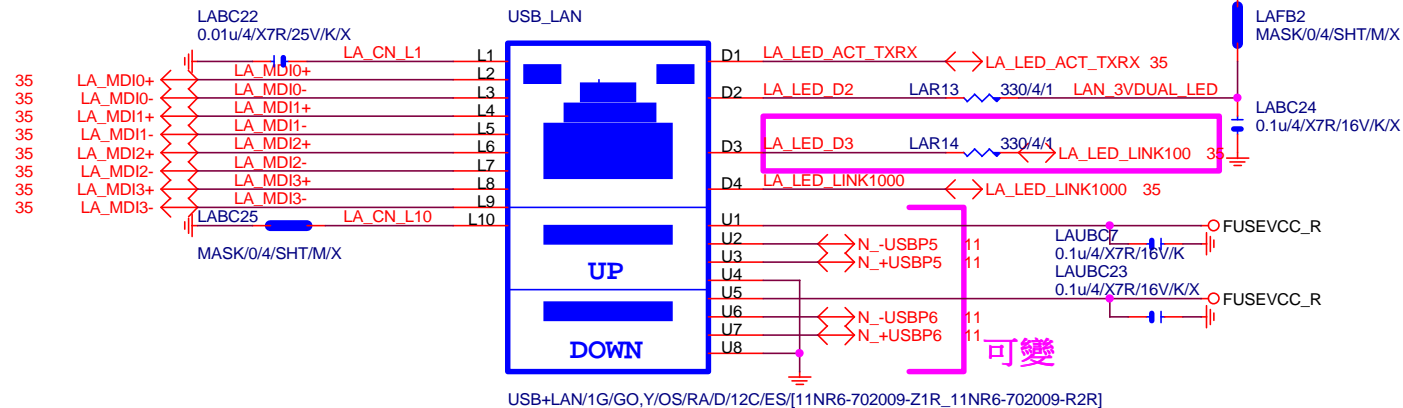 LABC22
0.01u/4/X7R/25V/K/X
USB_LAN
LAFB2
MASK/0/4/SHT/M/X
LA_CN_L1
L1
D1
LA_LED_ACT_TXRX
LA_LED_ACT_TXRX 35
35 LA_MDI0+
LA_MDI0+
L2
35 LA_MDI0-
LA_MDI0-
L3
D2
LA_LED_D2
LAR13
330/4/1
LAN_3VDUAL_LED
35 LA_MDI1+
LA_MDI1+
L4
LABC24
0.1u/4/X7R/16V/K/X
35 LA_MDI1-
LA_MDI1-
L5
35 LA_MDI2+
LA_MDI2+
L6
D3
LA_LED_D3
LAR14
330/4/1
LA_LED_LINK100 35
35 LA_MDI2-
LA_MDI2-
L7
35 LA_MDI3+
LA_MDI3+
L8
D4
LA_LED_LINK1000
LA_LED_LINK1000 35
35 LA_MDI3-
LA_MDI3-
L9
LABC25
LA_CN_L10
L10
MASK/0/4/SHT/M/X
U1
FUSEVCC_R
U2
N_-USBP5 11
LAUBC7
0.1u/4/X7R/16V/K
U3
N_+USBP5 11
UP
U4
LAUBC23
0.1u/4/X7R/16V/K/X
U5
FUSEVCC_R
U6
N_-USBP6 11
U7
N_+USBP6 11
DOWN
U8
可變
USB+LAN/1G/GO,Y/OS/RA/D/12C/ES/[11NR6-702009-Z1R_11NR6-702009-R2R]